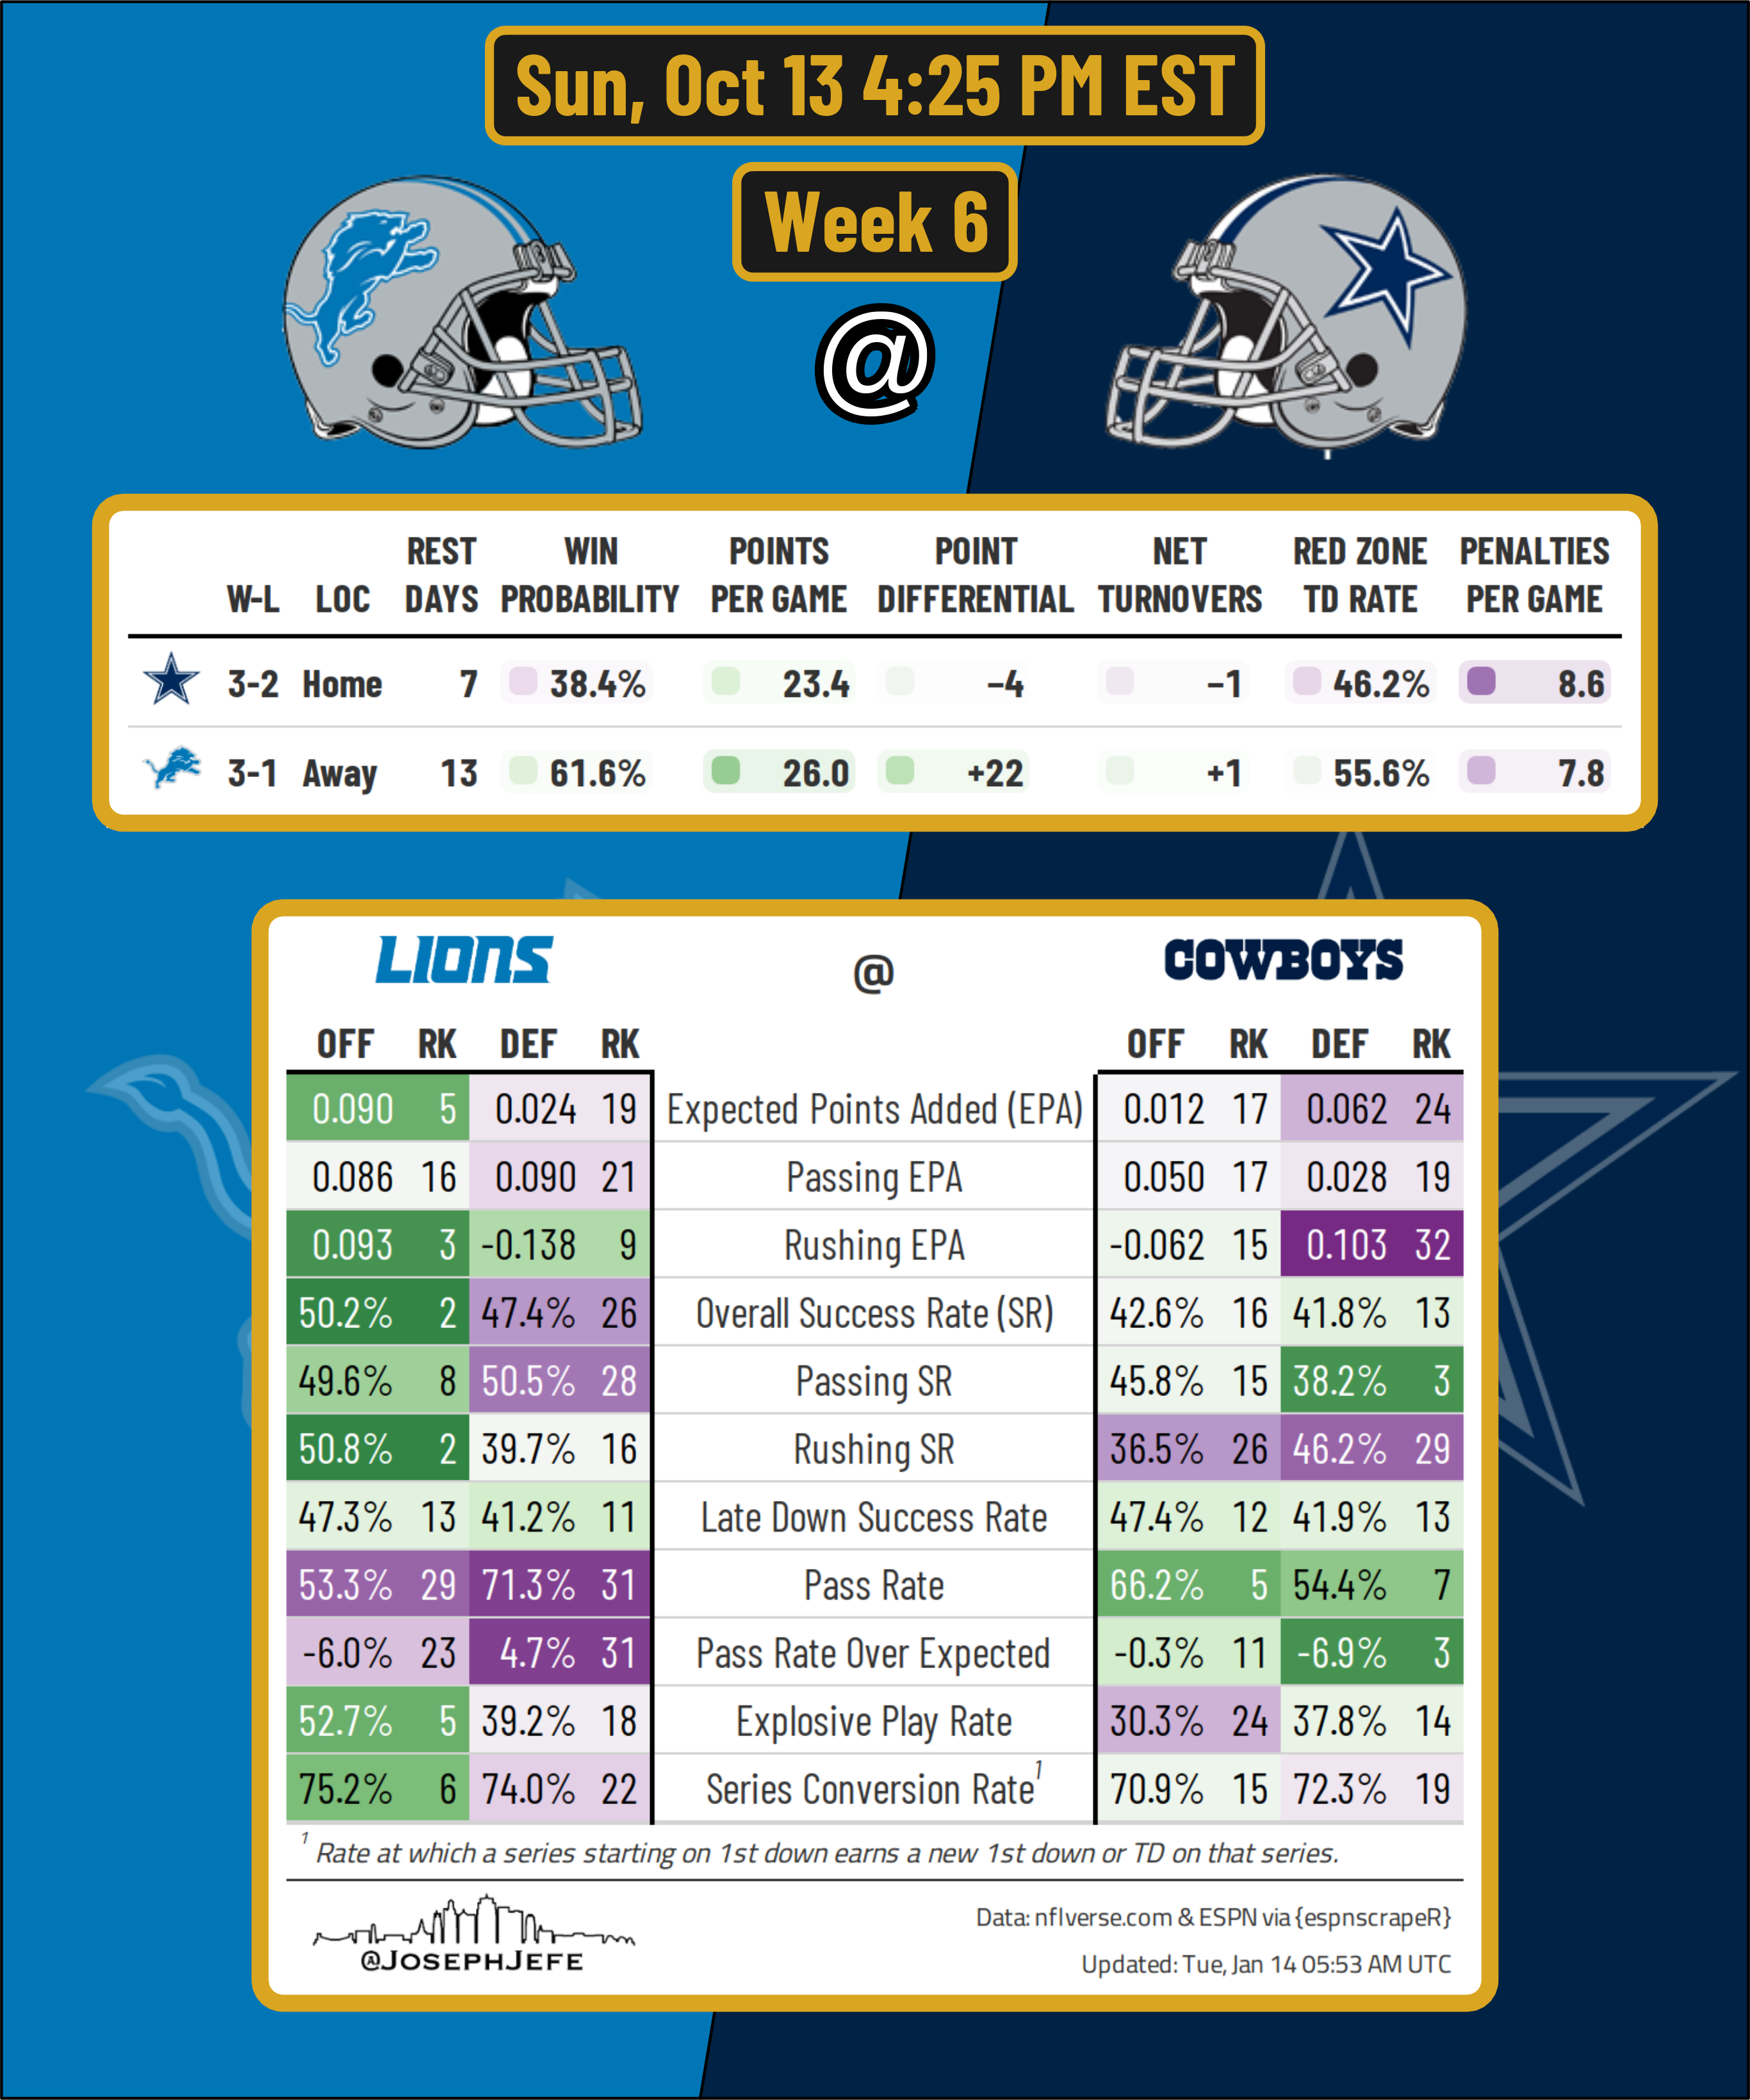 Sun, Oct 13 4:25 PM EST
Week 6
@
W-L LOC REST DAYS WIN PROBABILITY POINTS PER GAME POINT DIFFERENTIAL NET TURNOVERS RED ZONE TD RATE PENALTIES PER GAME
3-2 Home 7 38.4% 23.4 −4 −1 46.2% 8.6
3-1 Away 13 61.6% 26.0 +22 +1 55.6% 7.8
LIONS @ COWBOYS
OFF RK DEF RK OFF RK DEF RK
0.090 5 0.024 19 Expected Points Added (EPA) 0.012 17 0.062 24
0.086 16 0.090 21 Passing EPA 0.050 17 0.028 19
0.093 3 -0.138 9 Rushing EPA -0.062 15 0.103 32
50.2% 2 47.4% 26 Overall Success Rate (SR) 42.6% 16 41.8% 13
49.6% 8 50.5% 28 Passing SR 45.8% 15 38.2% 3
50.8% 2 39.7% 16 Rushing SR 36.5% 26 46.2% 29
47.3% 13 41.2% 11 Late Down Success Rate 47.4% 12 41.9% 13
53.3% 29 71.3% 31 Pass Rate 66.2% 5 54.4% 7
-6.0% 23 4.7% 31 Pass Rate Over Expected -0.3% 11 -6.9% 3
52.7% 5 39.2% 18 Explosive Play Rate 30.3% 24 37.8% 14
75.2% 6 74.0% 22 Series Conversion Rate¹ 70.9% 15 72.3% 19
¹ Rate at which a series starting on 1st down earns a new 1st down or TD on that series.
@JOSEPHJEFE
Data: nflverse.com & ESPN via {espnscrapeR}
Updated: Tue, Jan 14 05:53 AM UTC